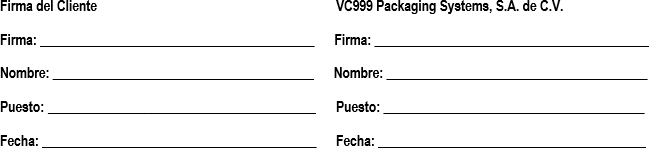 Firma del Cliente VC999 Packaging Systems, S.A. de C.V.
Firma: Firma:
Nombre: Nombre:
Puesto: Puesto:
Fecha: Fecha: